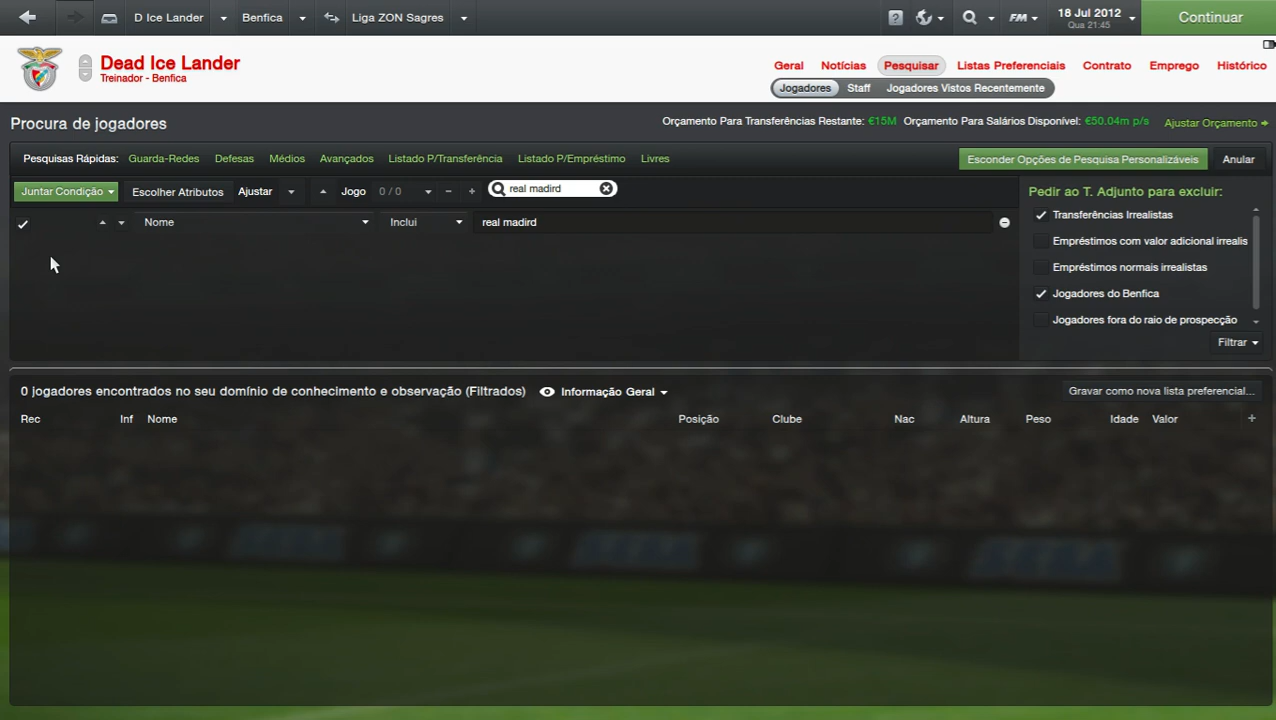 D Ice Lander Benfica Liga ZON Sagres ? FM 18 Jul 2012 Continuar
Qua 21:45
Dead Ice Lander
Treinador - Benfica
Geral Notícias Pesquisar Listas Preferenciais Contrato Emprego Histórico
Jogadores Staff Jogadores Vistos Recentemente
Procura de jogadores
Orçamento Para Transferências Restante: €15M Orçamento Para Salários Disponível: €50.04m p/s Ajustar Orçamento
Pesquisas Rápidas: Guarda-Redes Defesas Médios Avançados Listado P/Transferência Listado P/Empréstimo Livres Esconder Opções de Pesquisa Personalizáveis Anular
Juntar Condição Escolher Atributos Ajustar Jogo 0 / 0 − + real madird
Nome Inclui real madird
Pedir ao T. Adjunto para excluir:
Transferências Irrealistas
Empréstimos com valor adicional irrealis
Empréstimos normais irrealistas
Jogadores do Benfica
Jogadores fora do raio de prospecção
Filtrar
0 jogadores encontrados no seu domínio de conhecimento e observação (Filtrados) Informação Geral Gravar como nova lista preferencial...
Rec Inf Nome Posição Clube Nac Altura Peso Idade Valor +
SEGA SEGA SEGA